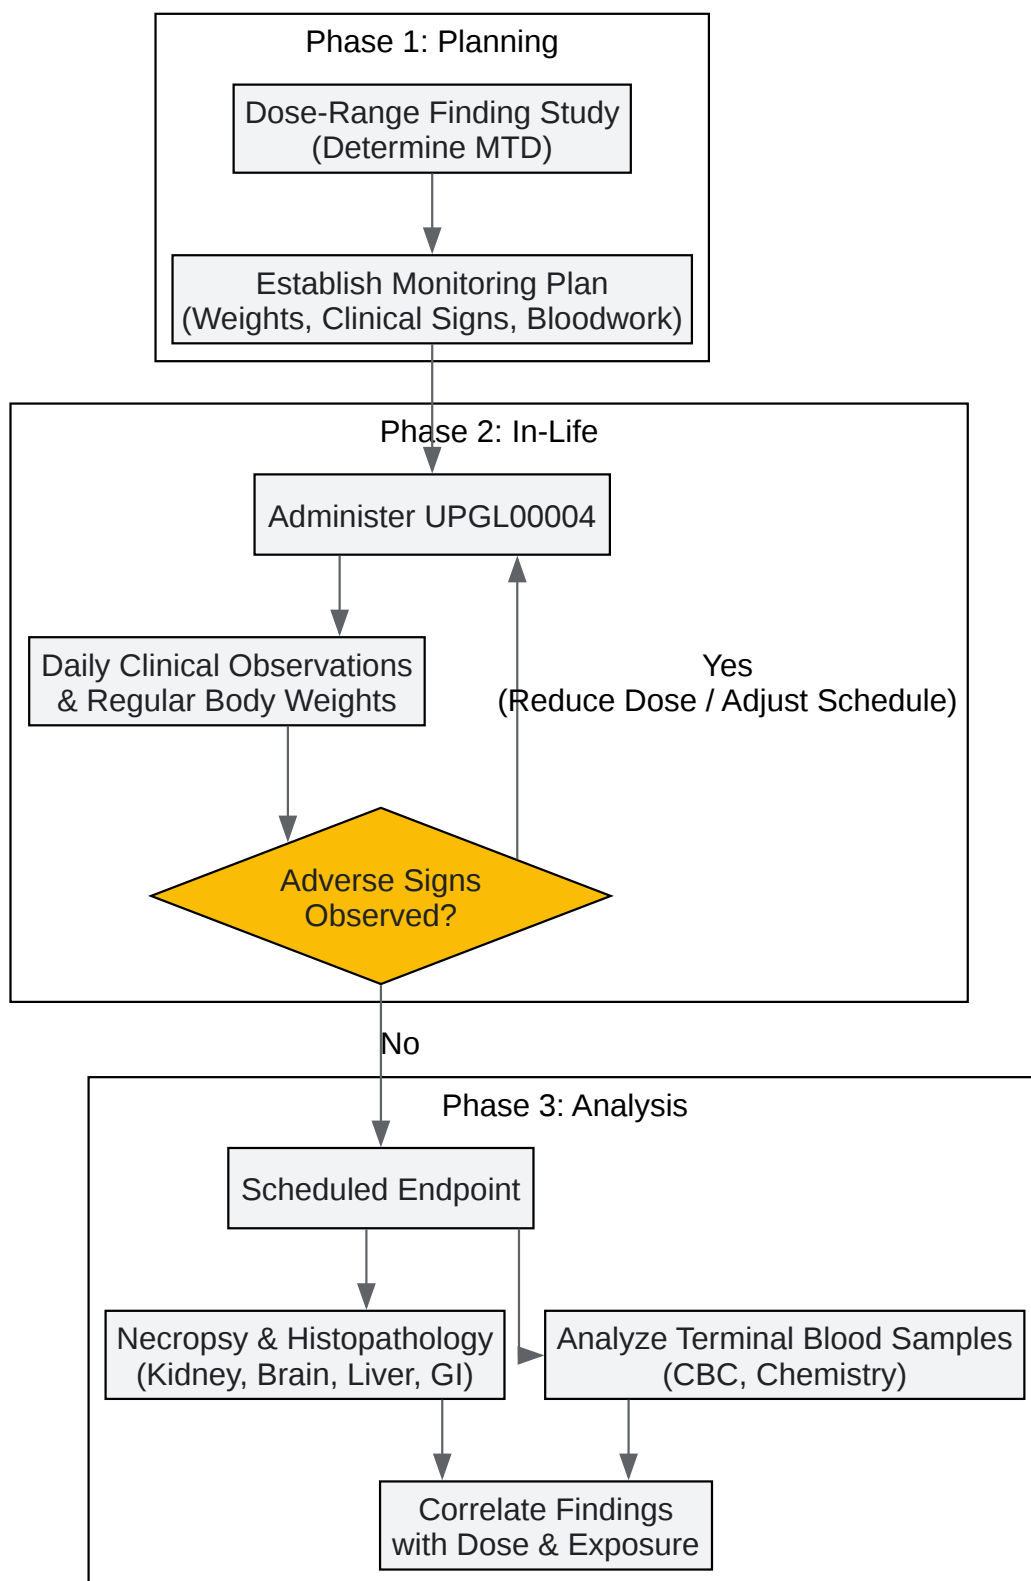 Phase 1: Planning
Dose-Range Finding Study
(Determine MTD)
Establish Monitoring Plan
(Weights, Clinical Signs, Bloodwork)
Phase 2: In-Life
Administer UPGL00004
Daily Clinical Observations
& Regular Body Weights
Yes
(Reduce Dose / Adjust Schedule)
Adverse Signs
Observed?
No
Phase 3: Analysis
Scheduled Endpoint
Necropsy & Histopathology
(Kidney, Brain, Liver, GI)
Analyze Terminal Blood Samples
(CBC, Chemistry)
Correlate Findings
with Dose & Exposure